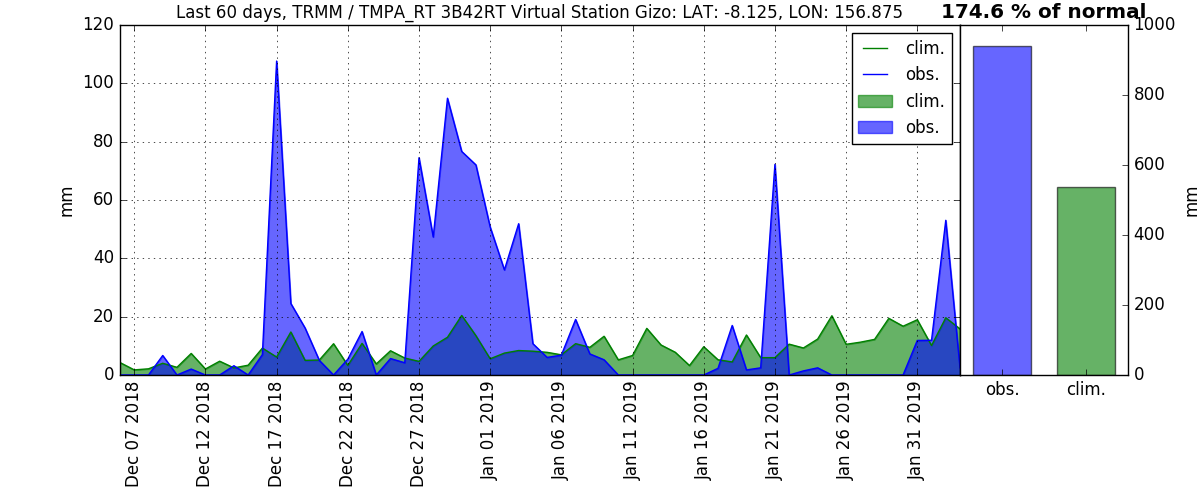 Last 60 days, TRMM / TMPA_RT 3B42RT Virtual Station Gizo: LAT: -8.125, LON: 156.875
174.6 % of normal
120
100
80
60
40
20
0
mm
clim.
obs.
clim.
obs.
1000
800
600
400
200
0
mm
obs.
clim.
Dec 07 2018
Dec 12 2018
Dec 17 2018
Dec 22 2018
Dec 27 2018
Jan 01 2019
Jan 06 2019
Jan 11 2019
Jan 16 2019
Jan 21 2019
Jan 26 2019
Jan 31 2019